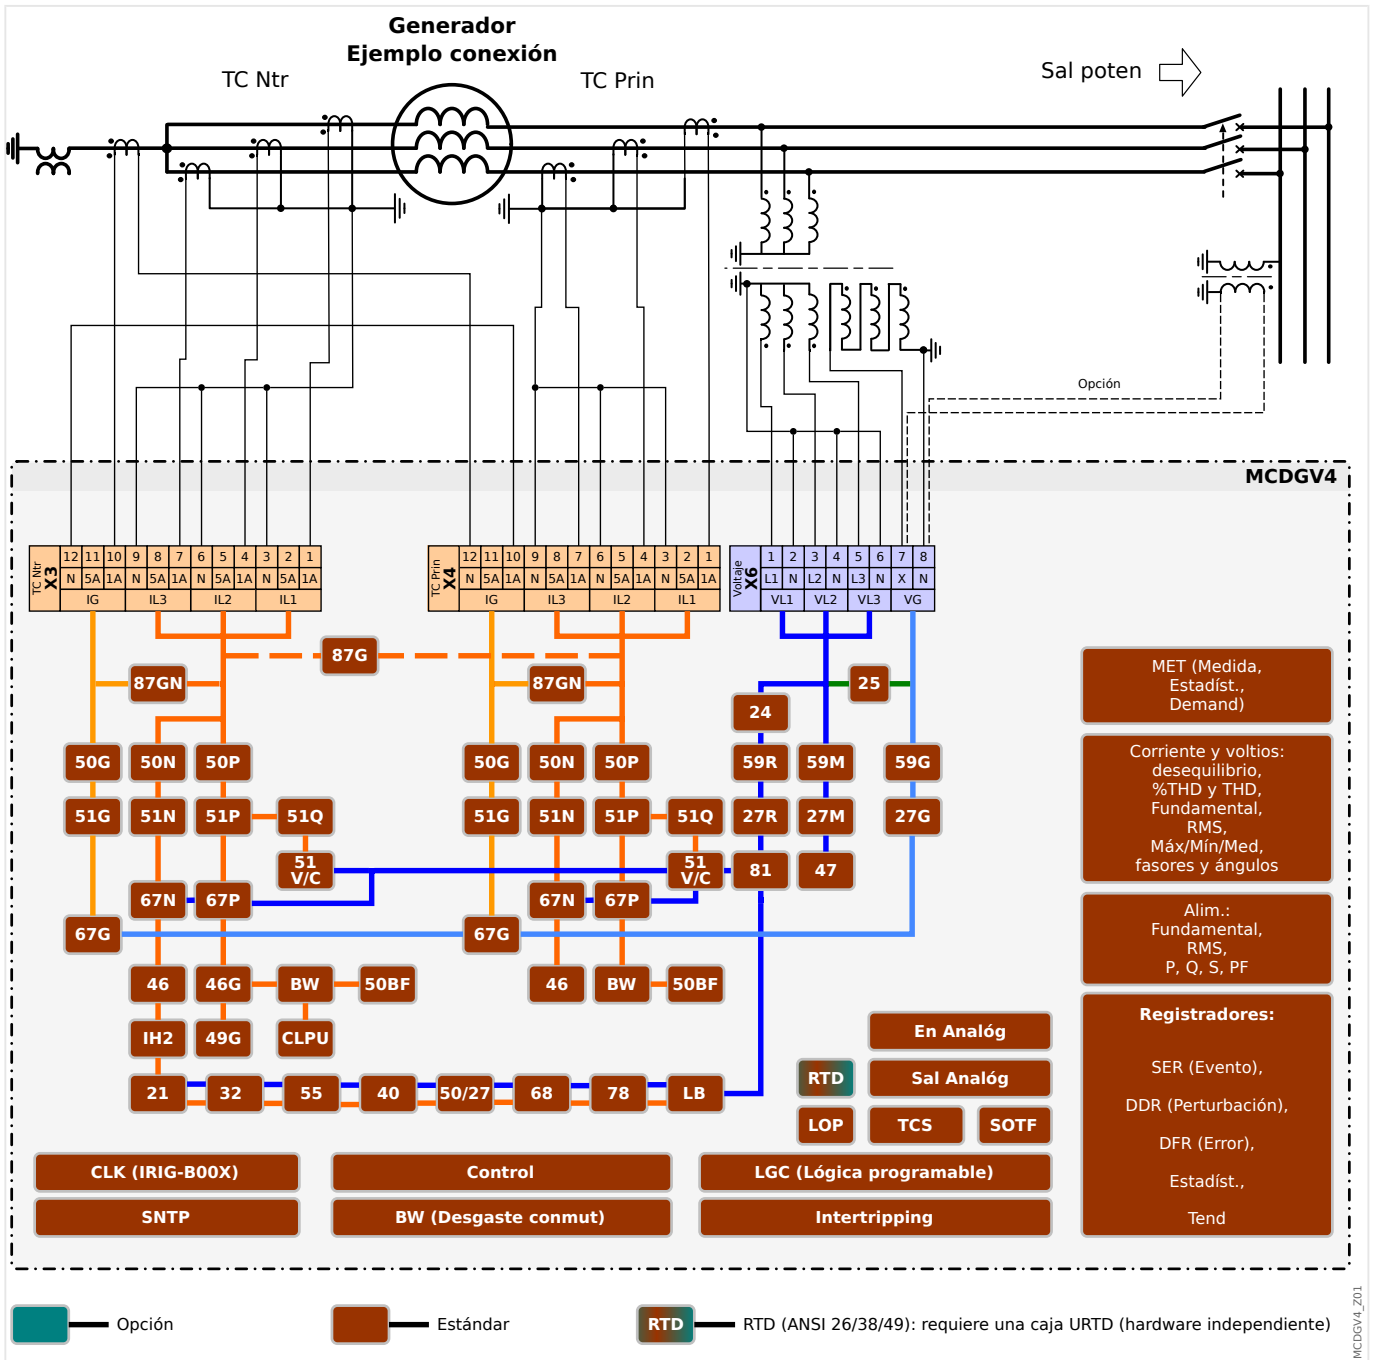 Generador
Ejemplo conexión
TC Ntr
TC Prin
Sal poten
Opción
MCDGV4
TC Ntr
X3
12 11 10 9 8 7 6 5 4 3 2 1
N 5A 1A N 5A 1A N 5A 1A N 5A 1A
IG IL3 IL2 IL1
TC Prin
X4
12 11 10 9 8 7 6 5 4 3 2 1
N 5A 1A N 5A 1A N 5A 1A N 5A 1A
IG IL3 IL2 IL1
Voltaje
X6
1 2 3 4 5 6 7 8
L1 N L2 N L3 N X N
VL1 VL2 VL3 VG
87G
87GN 87GN 25
24
50G 50N 50P 50G 50N 50P 59R 59M 59G
51G 51N 51P 51Q 51G 51N 51P 51Q 27R 27M 27G
51
V/C
51
V/C
81 47
67N 67P 67N 67P
67G 67G
46 46G BW 50BF 46 BW 50BF
IH2 49G CLPU
21 32 55 40 50/27 68 78 LB
En Analóg
RTD Sal Analóg
LOP TCS SOTF
CLK (IRIG-B00X) Control LGC (Lógica programable)
SNTP BW (Desgaste conmut) Intertripping
MET (Medida,
Estadíst.,
Demand)
Corriente y voltios:
desequilibrio,
%THD y THD,
Fundamental,
RMS,
Máx/Mín/Med,
fasores y ángulos
Alim.:
Fundamental,
RMS,
P, Q, S, PF
Registradores:
SER (Evento),
DDR (Perturbación),
DFR (Error),
Estadíst.,
Tend
Opción
Estándar
RTD RTD (ANSI 26/38/49): requiere una caja URTD (hardware independiente)
MCDGV4_Z01